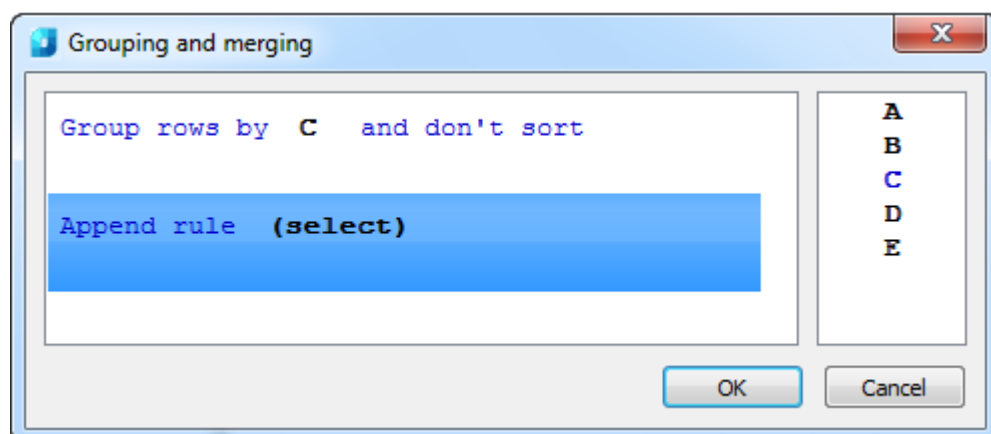 Grouping and merging
Group rows by C and don't sort
Append rule (select)
A
B
C
D
E
OK
Cancel